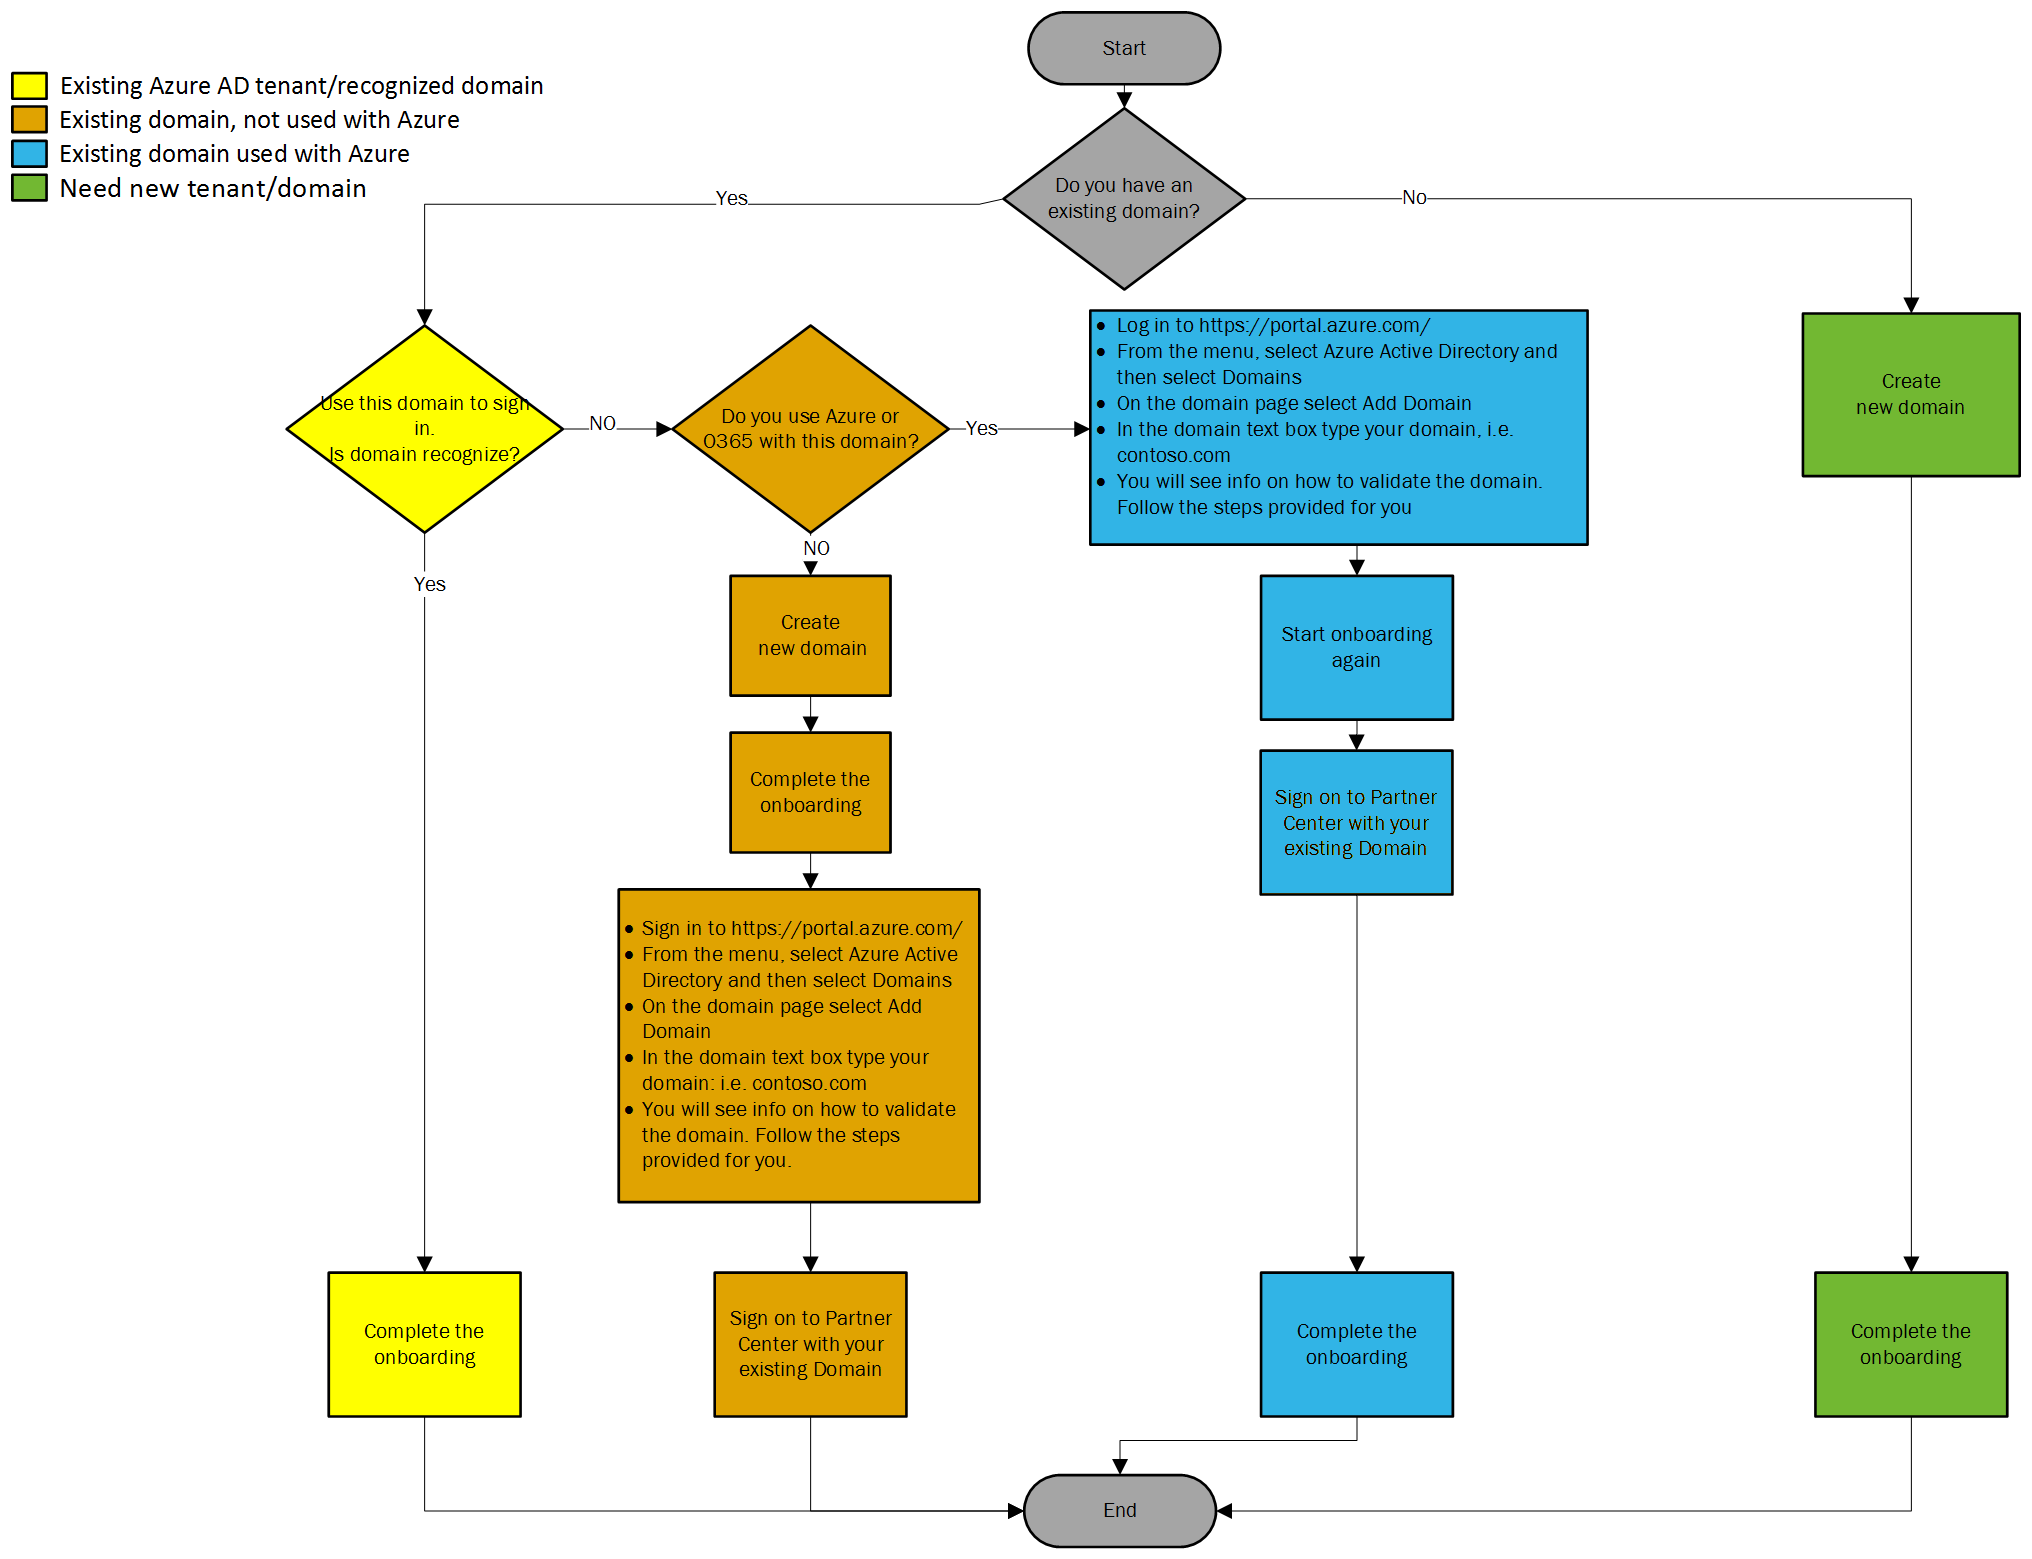 Start
Existing Azure AD tenant/recognized domain
Existing domain, not used with Azure
Existing domain used with Azure
Need new tenant/domain
Do you have an
existing domain?
Yes
No
Use this domain to sign
in.
Is domain recognize?
NO
Yes
Do you use Azure or
O365 with this domain?
Yes
NO
• Log in to https://portal.azure.com/
• From the menu, select Azure Active Directory and
then select Domains
• On the domain page select Add Domain
• In the domain text box type your domain, i.e.
contoso.com
• You will see info on how to validate the domain.
Follow the steps provided for you
Create
new domain
Create
new domain
Start onboarding
again
Complete the
onboarding
Sign on to Partner
Center with your
existing Domain
• Sign in to https://portal.azure.com/
• From the menu, select Azure Active
Directory and then select Domains
• On the domain page select Add
Domain
• In the domain text box type your
domain: i.e. contoso.com
• You will see info on how to validate
the domain. Follow the steps
provided for you.
Complete the
onboarding
Sign on to Partner
Center with your
existing Domain
Complete the
onboarding
Complete the
onboarding
End